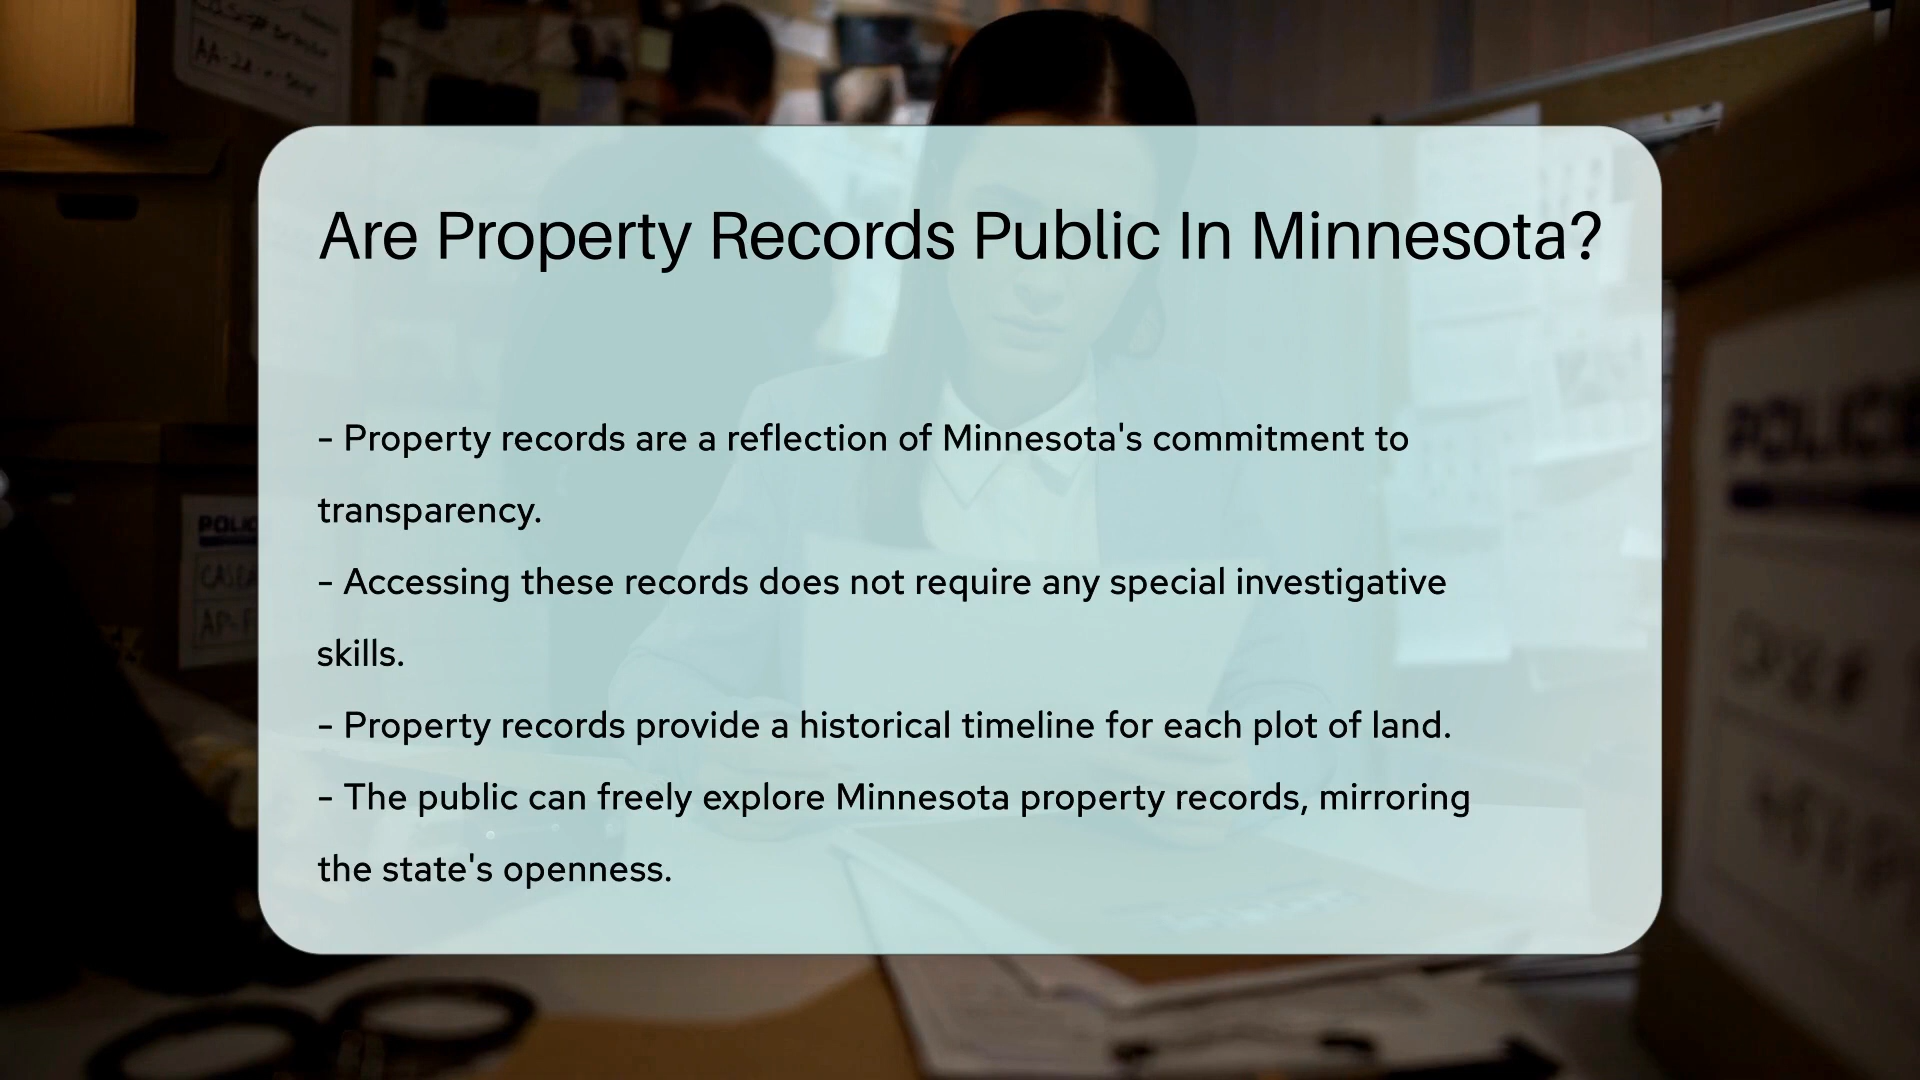 Are Property Records Public In Minnesota?
- Property records are a reflection of Minnesota's commitment to
transparency.
- Accessing these records does not require any special investigative
skills.
- Property records provide a historical timeline for each plot of land.
- The public can freely explore Minnesota property records, mirroring
the state's openness.
POLICE